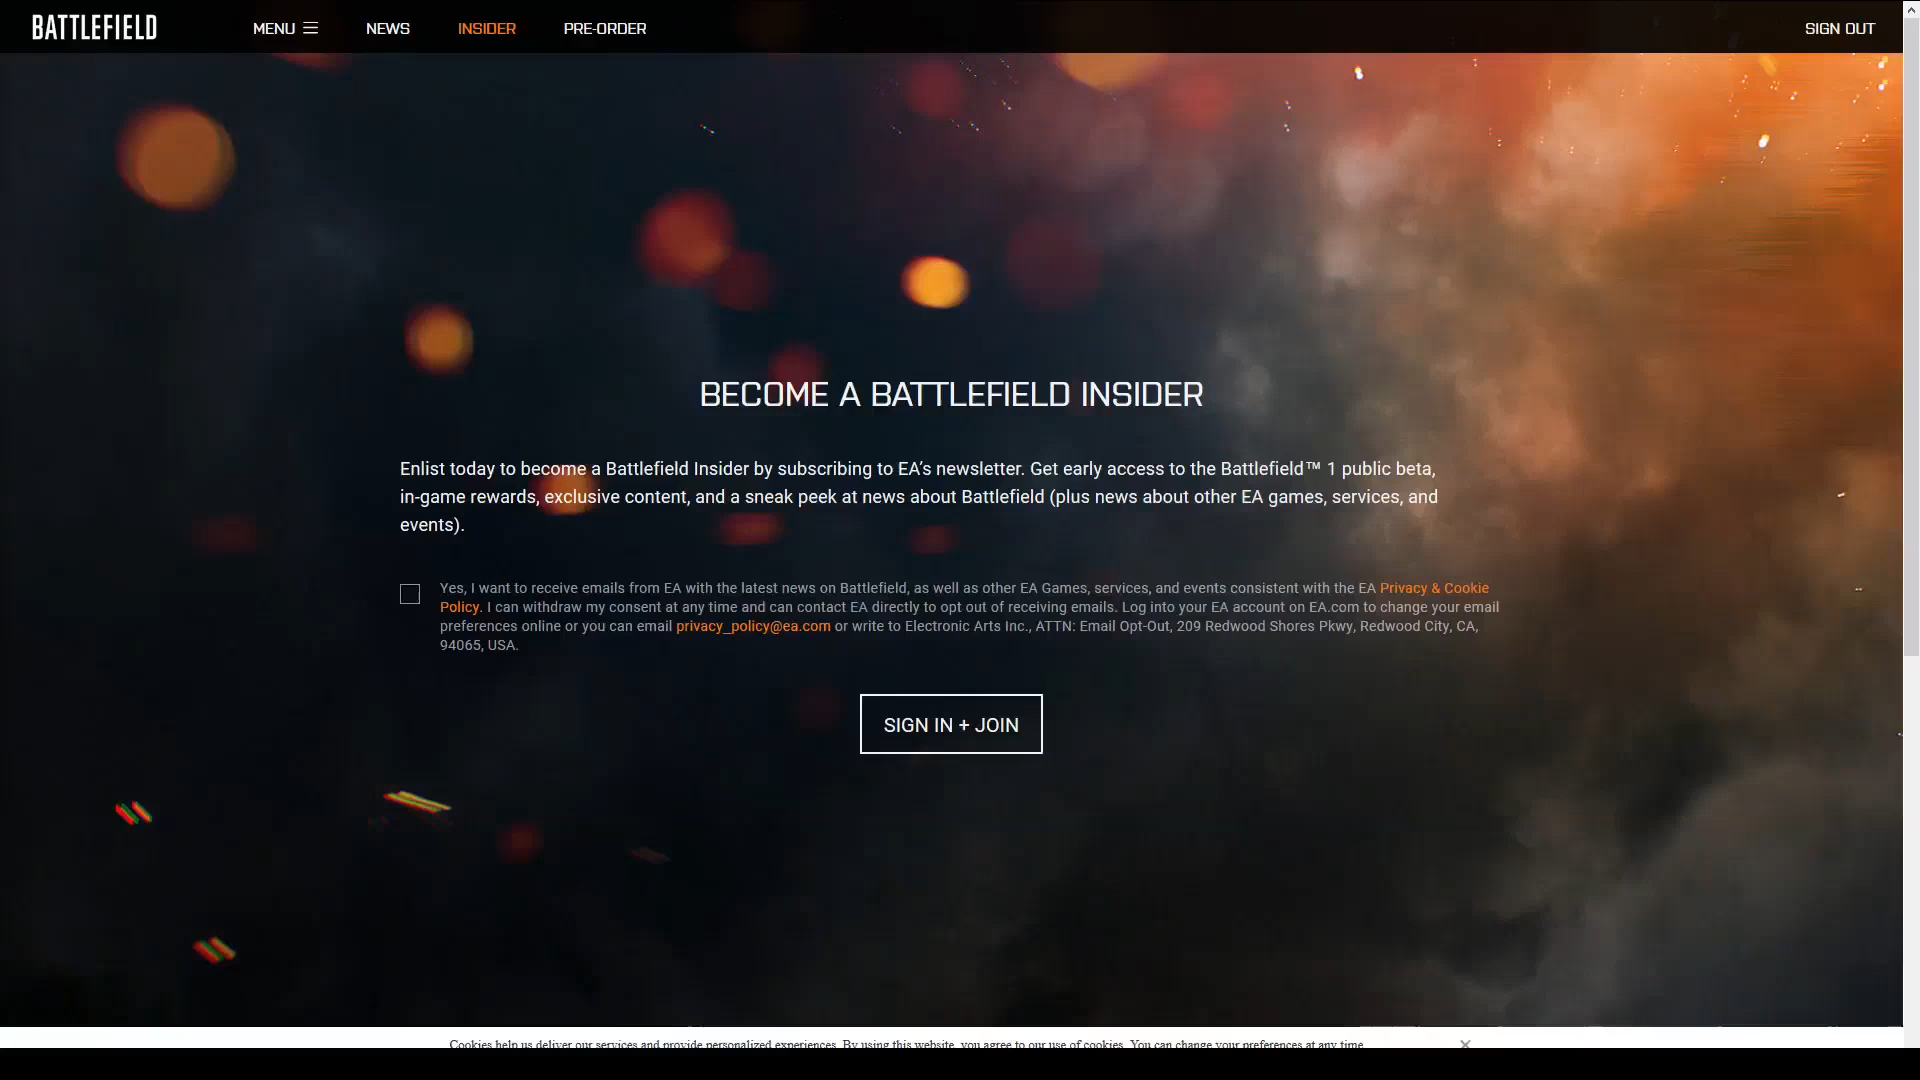 BATTLEFIELD MENU NEWS INSIDER PRE-ORDER SIGN OUT
BECOME A BATTLEFIELD INSIDER
Enlist today to become a Battlefield Insider by subscribing to EA’s newsletter. Get early access to the Battlefield™ 1 public beta,
in-game rewards, exclusive content, and a sneak peek at news about Battlefield (plus news about other EA games, services, and
events).
Yes, I want to receive emails from EA with the latest news on Battlefield, as well as other EA Games, services, and events consistent with the EA Privacy & Cookie
Policy. I can withdraw my consent at any time and can contact EA directly to opt out of receiving emails. Log into your EA account on EA.com to change your email
preferences online or you can email privacy_policy@ea.com or write to Electronic Arts Inc., ATTN: Email Opt-Out, 209 Redwood Shores Pkwy, Redwood City, CA,
94065, USA.
SIGN IN + JOIN
Cookies help us deliver our services and provide personalized experiences. By using this website, you agree to our use of cookies. You can change your preferences at any time.